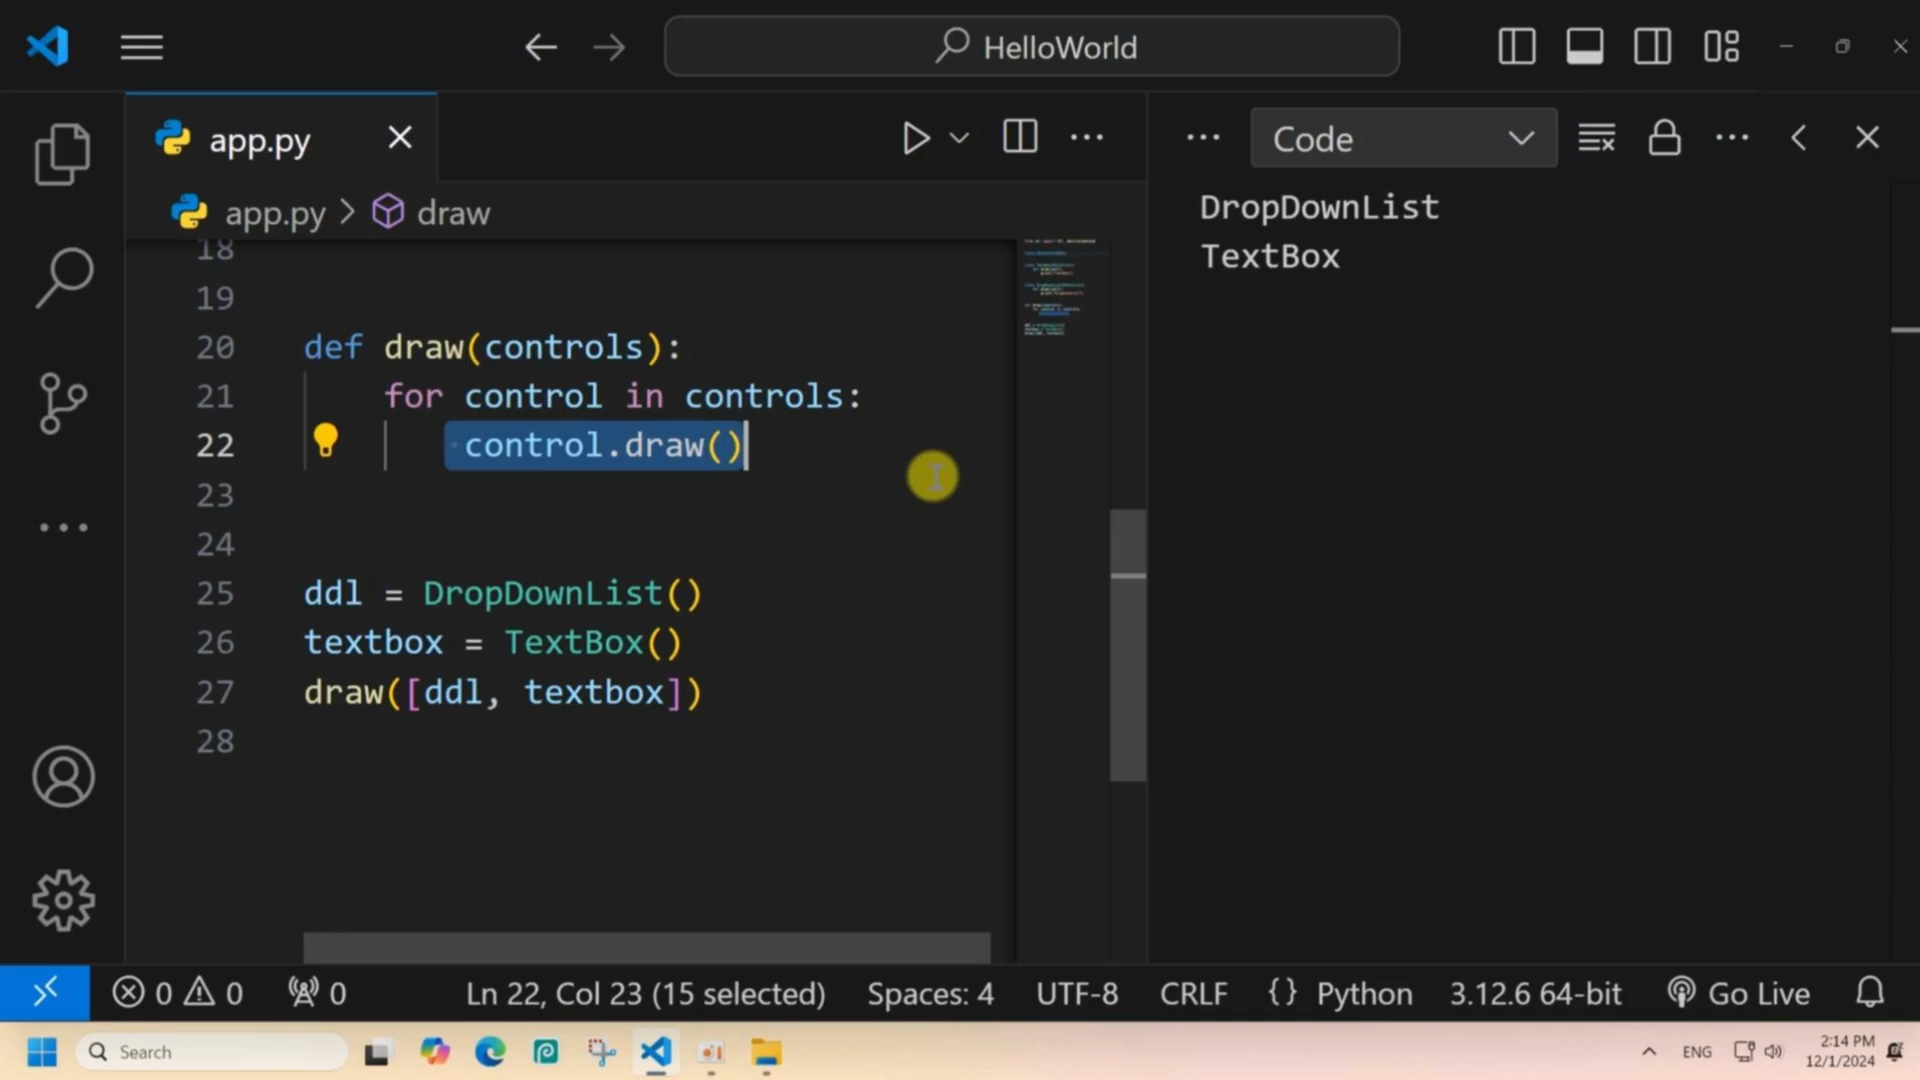 HelloWorld
app.py
Code
app.py > draw
DropDownList
TextBox
18
19
20 def draw(controls):
21 for control in controls:
22 control.draw()
23
24
25 ddl = DropDownList()
26 textbox = TextBox()
27 draw([ddl, textbox])
28
0 0 0 Ln 22, Col 23 (15 selected) Spaces: 4 UTF-8 CRLF {} Python 3.12.6 64-bit Go Live
Search
ENG
2:14 PM
12/1/2024